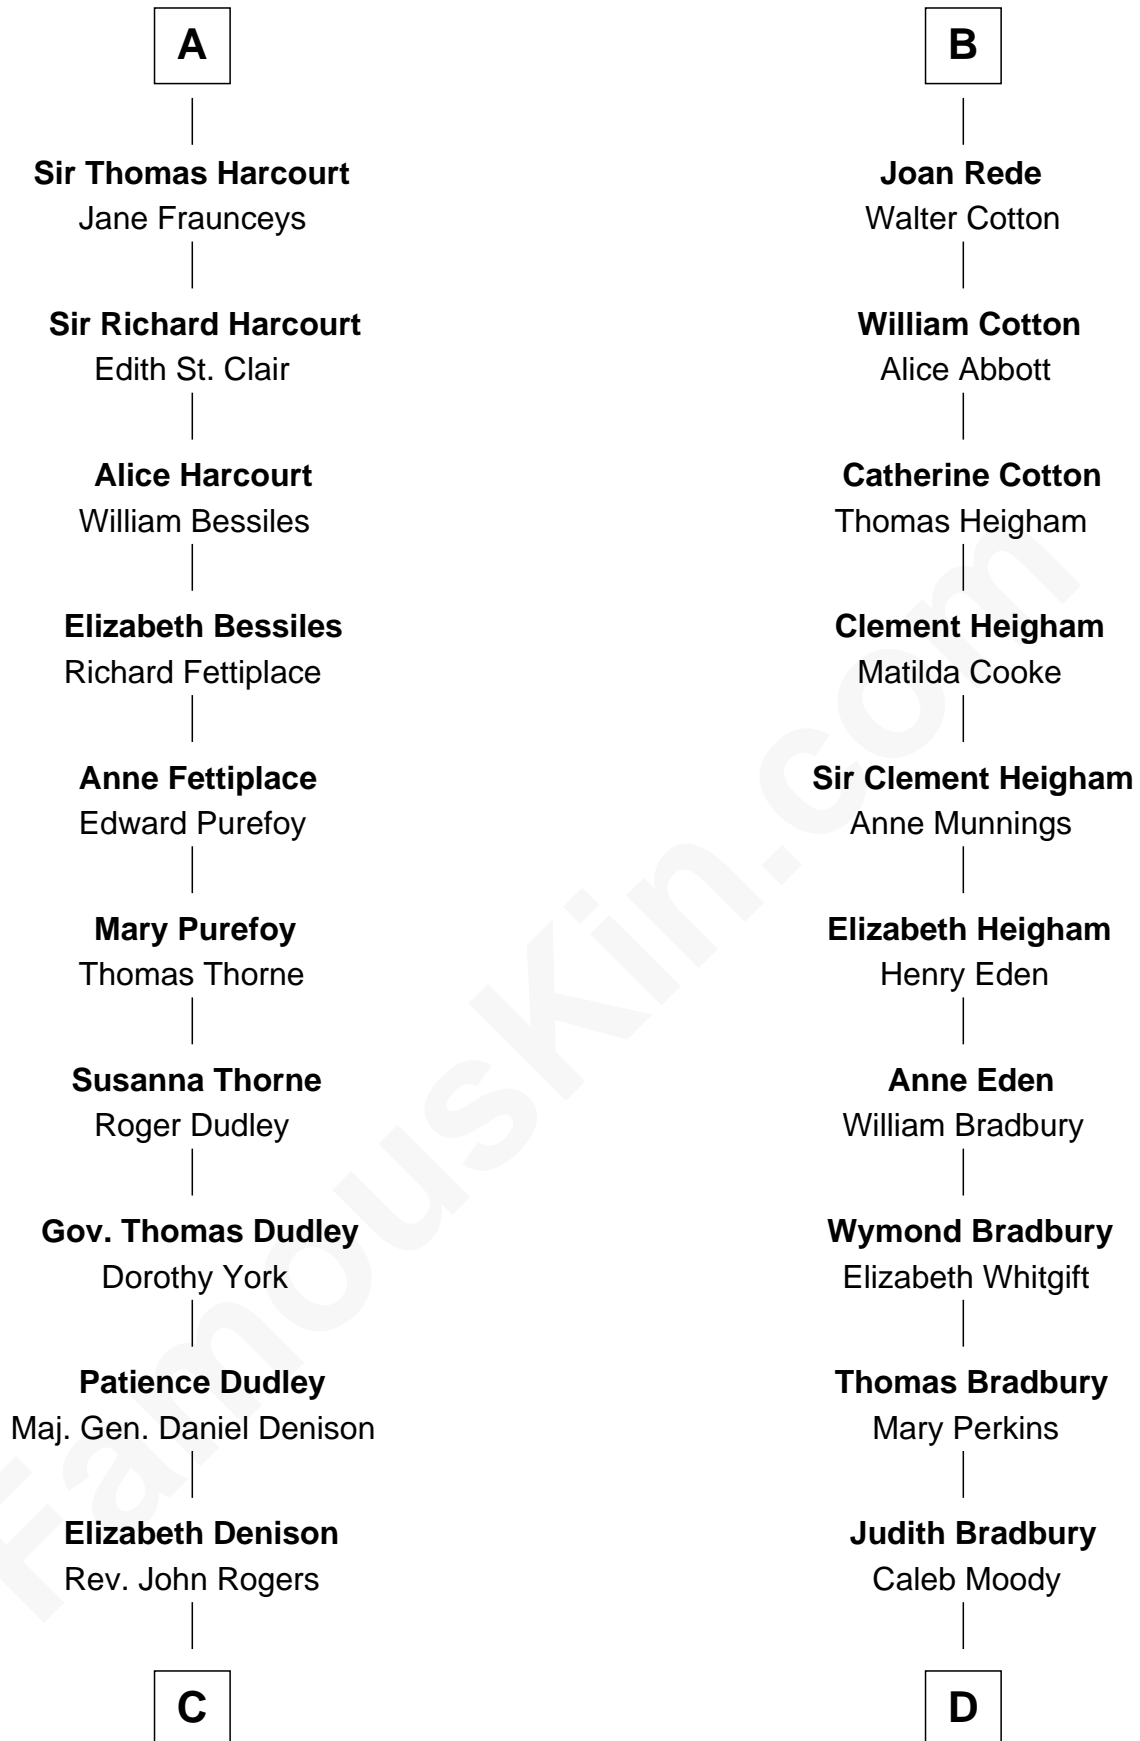 A
Sir Thomas Harcourt
Jane Fraunceys
Sir Richard Harcourt
Edith St. Clair
Alice Harcourt
William Bessiles
Elizabeth Bessiles
Richard Fettiplace
Anne Fettiplace
Edward Purefoy
Mary Purefoy
Thomas Thorne
Susanna Thorne
Roger Dudley
Gov. Thomas Dudley
Dorothy York
Patience Dudley
Maj. Gen. Daniel Denison
Elizabeth Denison
Rev. John Rogers
C
B
Joan Rede
Walter Cotton
William Cotton
Alice Abbott
Catherine Cotton
Thomas Heigham
Clement Heigham
Matilda Cooke
Sir Clement Heigham
Anne Munnings
Elizabeth Heigham
Henry Eden
Anne Eden
William Bradbury
Wymond Bradbury
Elizabeth Whitgift
Thomas Bradbury
Mary Perkins
Judith Bradbury
Caleb Moody
D
FamousKin.com